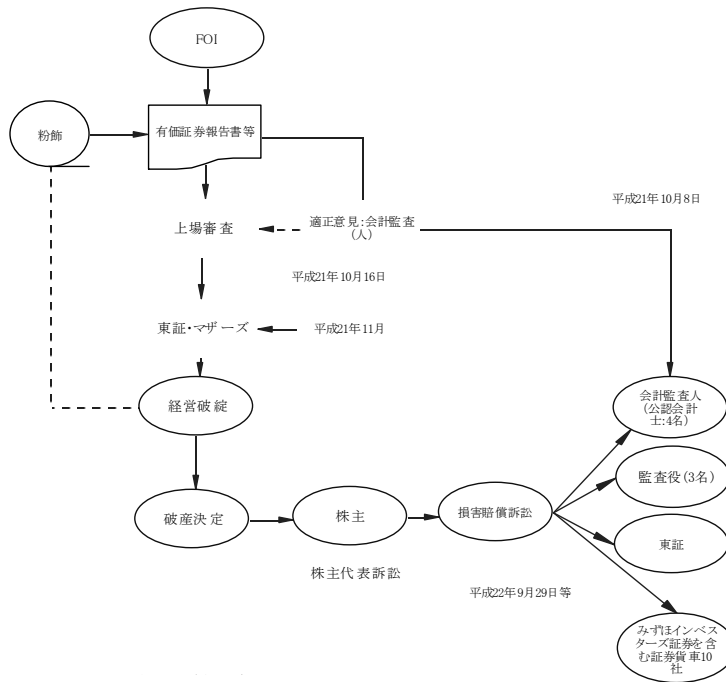 FOI
粉飾
有価証券報告書等
平成21年10月8日
上場審査
適正意見:会計監査
(人)
平成21年10月16日
東証・マザーズ
平成21年11月
経営破綻
会計監査人
(公認会計
士:4名)
監査役(3名)
破産決定
株主
損害賠償訴訟
東証
株主代表訴訟
平成22年9月29日等
みずほインベス
ターズ証券を含
む証券貨車10
社